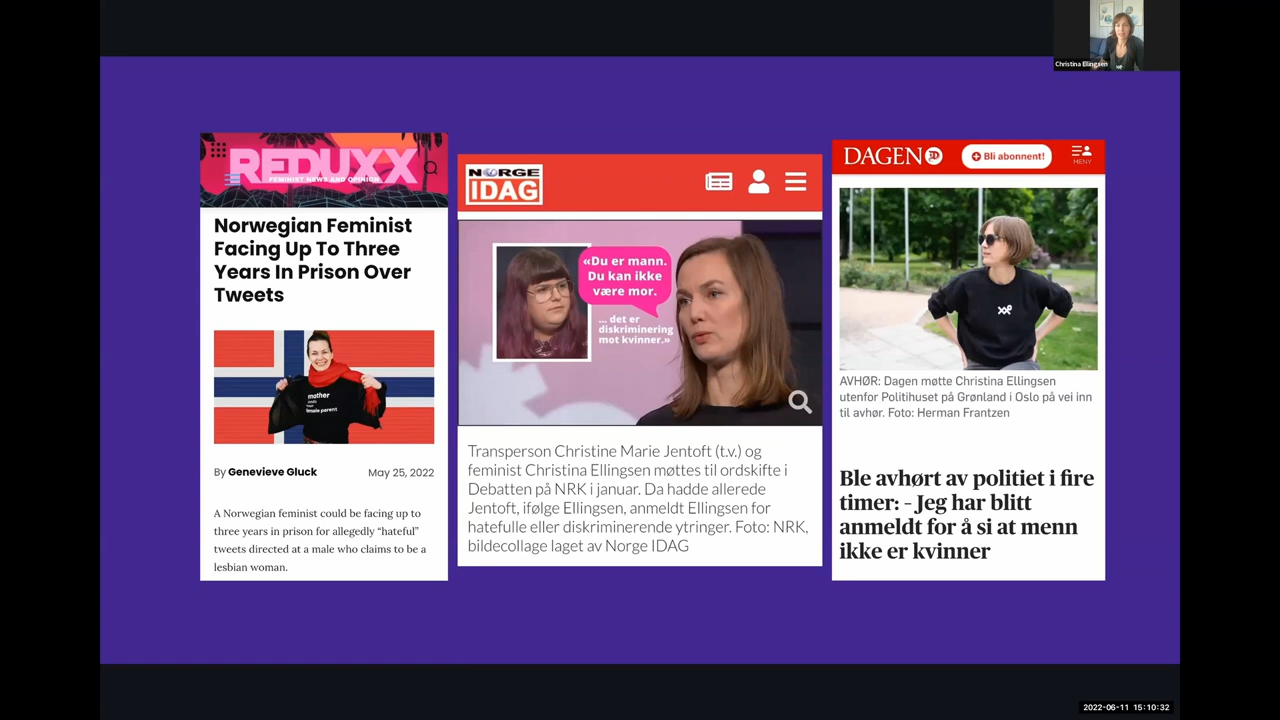 Christina Ellingsen
REDUXX
FEMINIST NEWS AND OPINION
Norwegian Feminist
Facing Up To Three
Years In Prison Over
Tweets
mother
female parent
By Genevieve Gluck
May 25, 2022
A Norwegian feminist could be facing up to
three years in prison for allegedly “hateful”
tweets directed at a male who claims to be a
lesbian woman.
NORGE
IDAG
«Du er mann.
Du kan ikke
være mor.
... det er
diskriminering
mot kvinner.»
Transperson Christine Marie Jentoft (t.v.) og
feminist Christina Ellingsen møttes til ordskifte i
Debatten på NRK i januar. Da hadde allerede
Jentoft, ifølge Ellingsen, anmeldt Ellingsen for
hatefulle eller diskriminerende ytringer. Foto: NRK,
bildecollage laget av Norge IDAG
DAGEN
Bli abonnent!
MENY
AVHØR: Dagen møtte Christina Ellingsen
utenfor Politihuset på Grønland i Oslo på vei inn
til avhør. Foto: Herman Frantzen
Ble avhørt av politiet i fire
timer: – Jeg har blitt
anmeldt for å si at menn
ikke er kvinner
2022-06-11 15:10:32